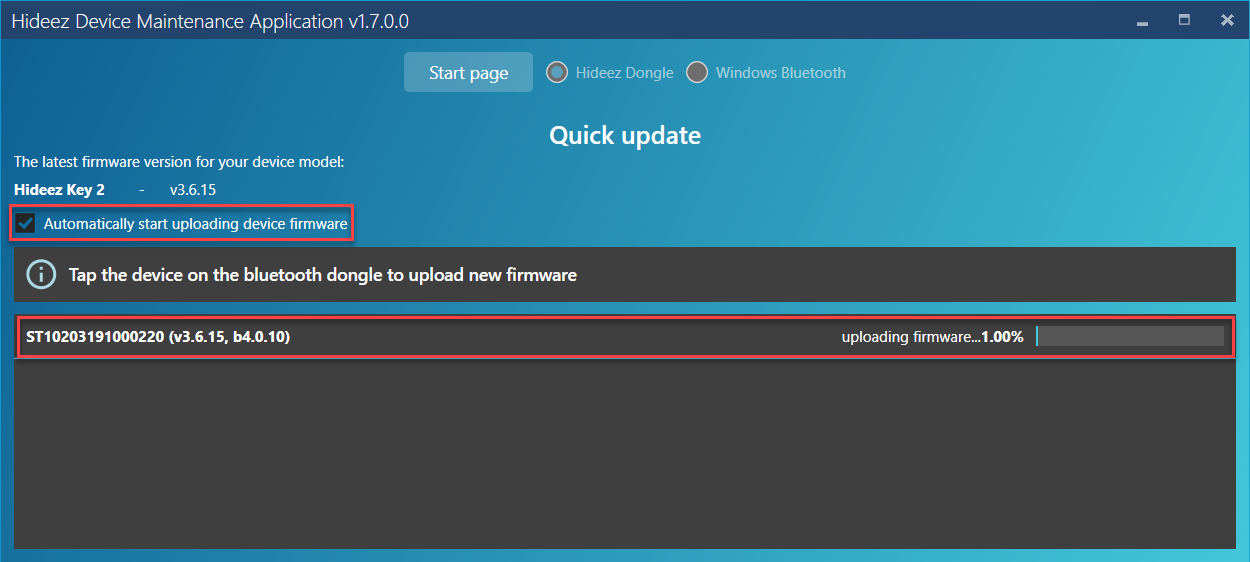 Hideez Device Maintenance Application v1.7.0.0
Start page Hideez Dongle Windows Bluetooth
Quick update
The latest firmware version for your device model:
Hideez Key 2 - v3.6.15
Automatically start uploading device firmware
Tap the device on the bluetooth dongle to upload new firmware
ST10203191000220 (v3.6.15, b4.0.10) uploading firmware...1.00%